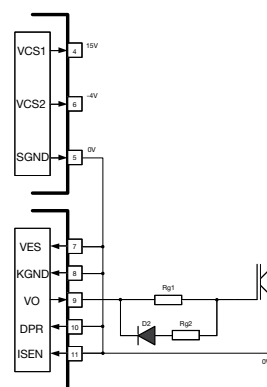 VCS1 4 15V
VCS2 6 -4V
SGND 5 0V
VES 7
KGND 8
VO 9 Rg1
DPR 10 D2 Rg2
ISEN 11 0V